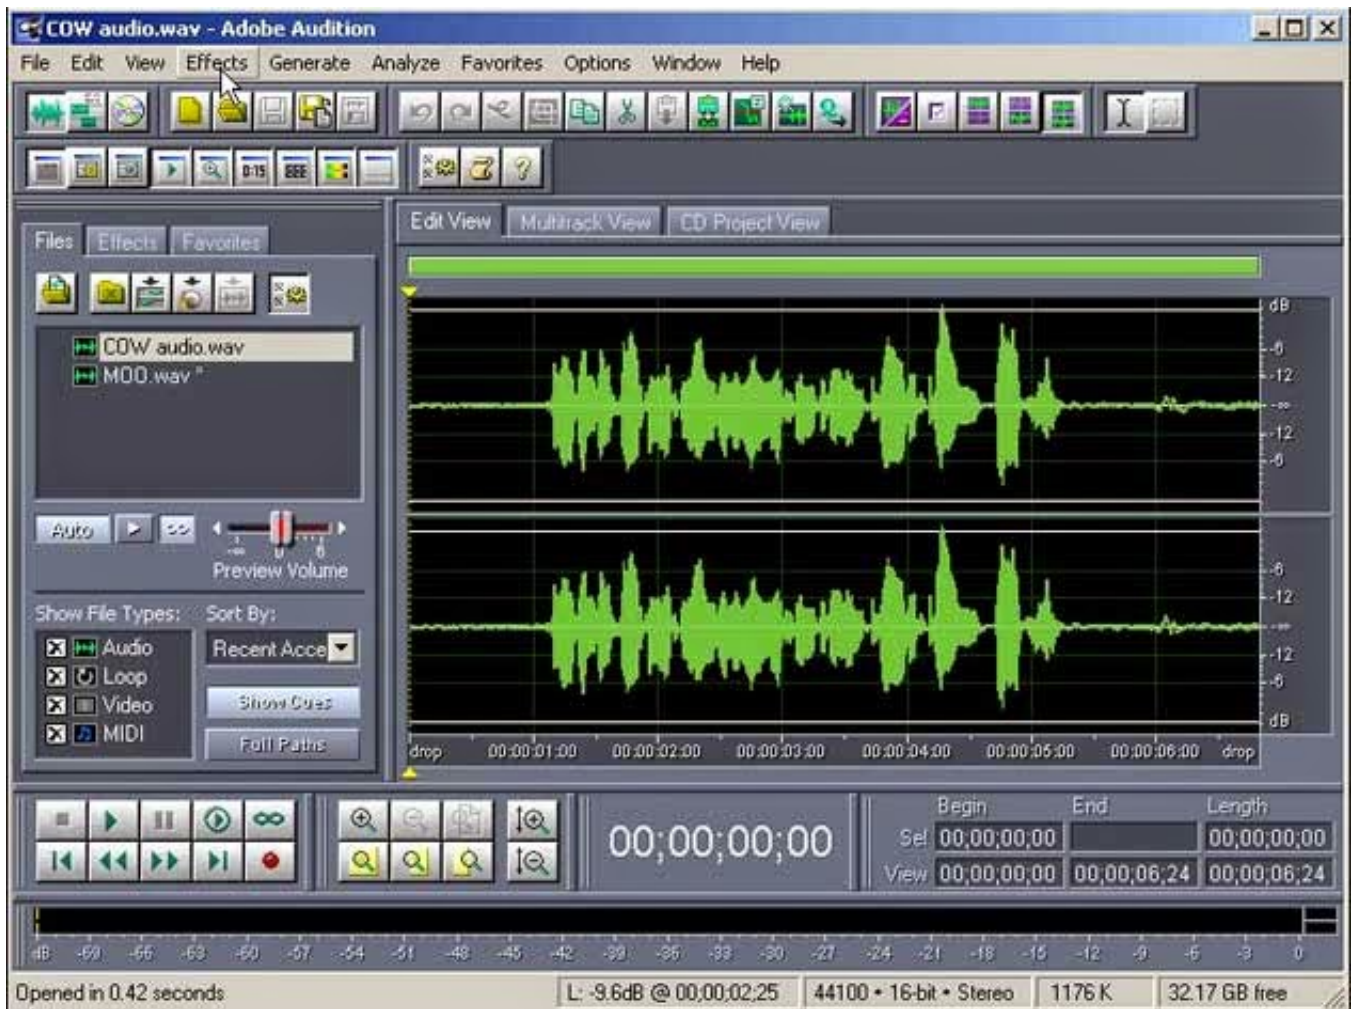 COW audio.wav - Adobe Audition
File Edit View Effects Generate Analyze Favorites Options Window Help
0:15
Files Effects Favorites
Edit View Multitrack View CD Project View
COW audio.wav
MOO.wav *
Auto > >>
-∞ 0 6
Preview Volume
Show File Types: Sort By:
Audio
Loop
Video
MIDI
Recent Acce
Show Cues
Full Paths
dB
-6
-12
-∞
-12
-6
-6
-12
-∞
-12
-6
dB
drop 00:00:01:00 00:00:02:00 00:00:03:00 00:00:04:00 00:00:05:00 00:00:06:00 drop
00;00;00;00
Begin End Length
Sel 00;00;00;00 00;00;00;00
View 00;00;00;00 00;00;06;24 00;00;06;24
dB -69 -66 -63 -60 -57 -54 -51 -48 -45 -42 -39 -36 -33 -30 -27 -24 -21 -18 -15 -12 -9 -6 -3 0
Opened in 0.42 seconds
L: -9.6dB @ 00;00;02;25
44100 • 16-bit • Stereo
1176 K
32.17 GB free